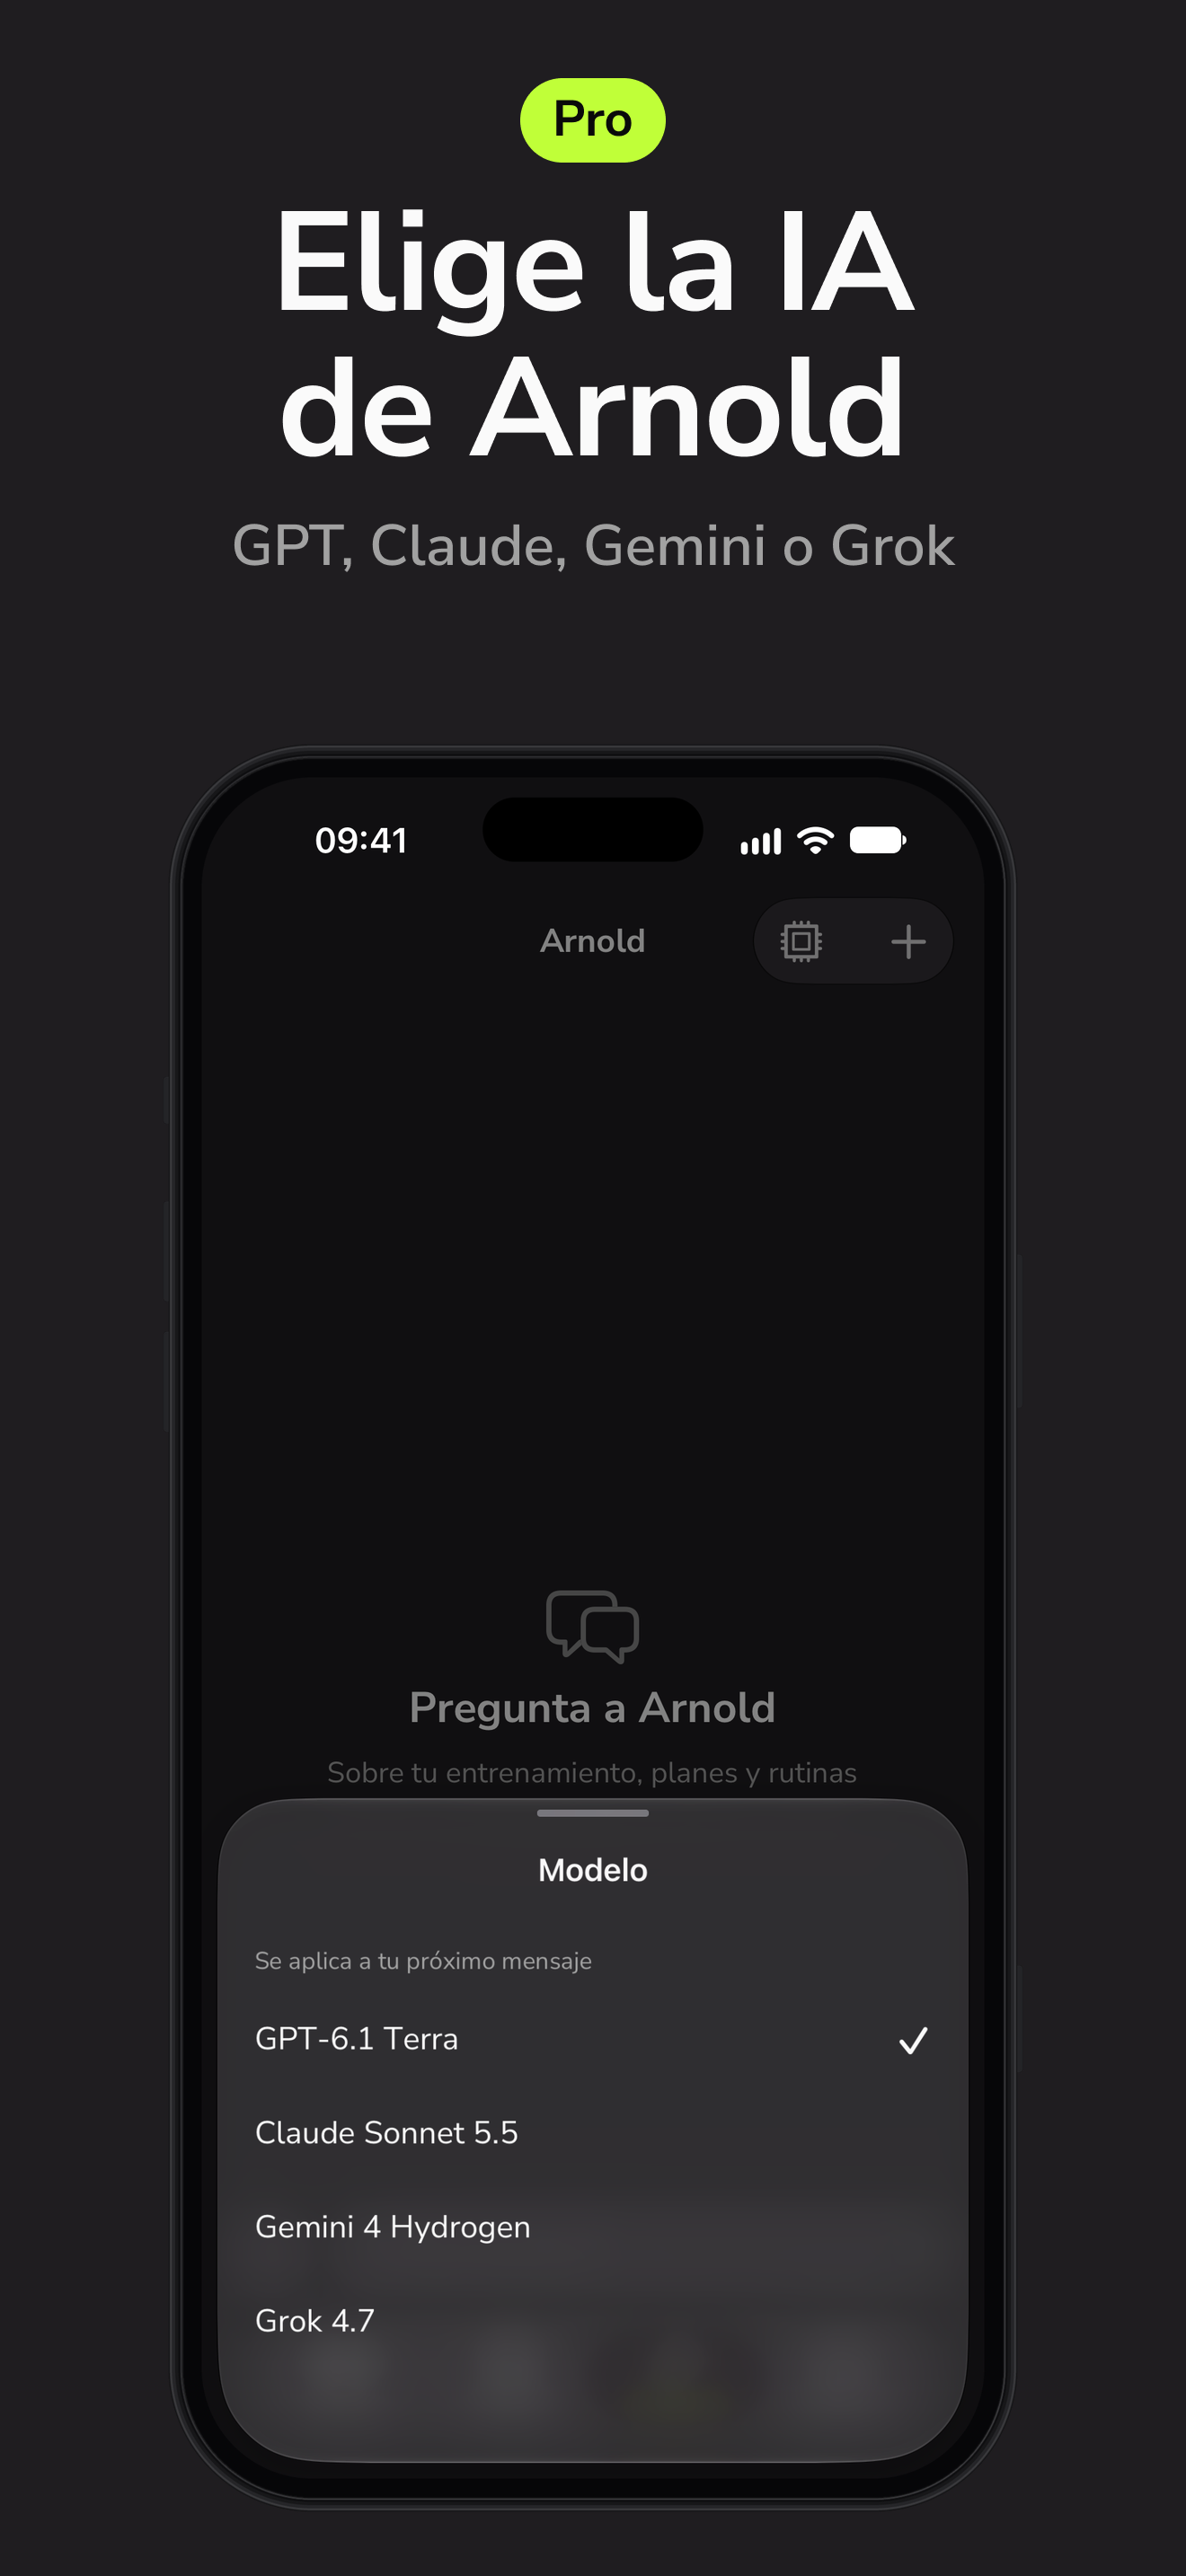 Pro
Elige la IA
de Arnold
GPT, Claude, Gemini o Grok
09:41
Arnold
Pregunta a Arnold
Sobre tu entrenamiento, planes y rutinas
Modelo
Se aplica a tu próximo mensaje
GPT-6.1 Terra
Claude Sonnet 5.5
Gemini 4 Hydrogen
Grok 4.7